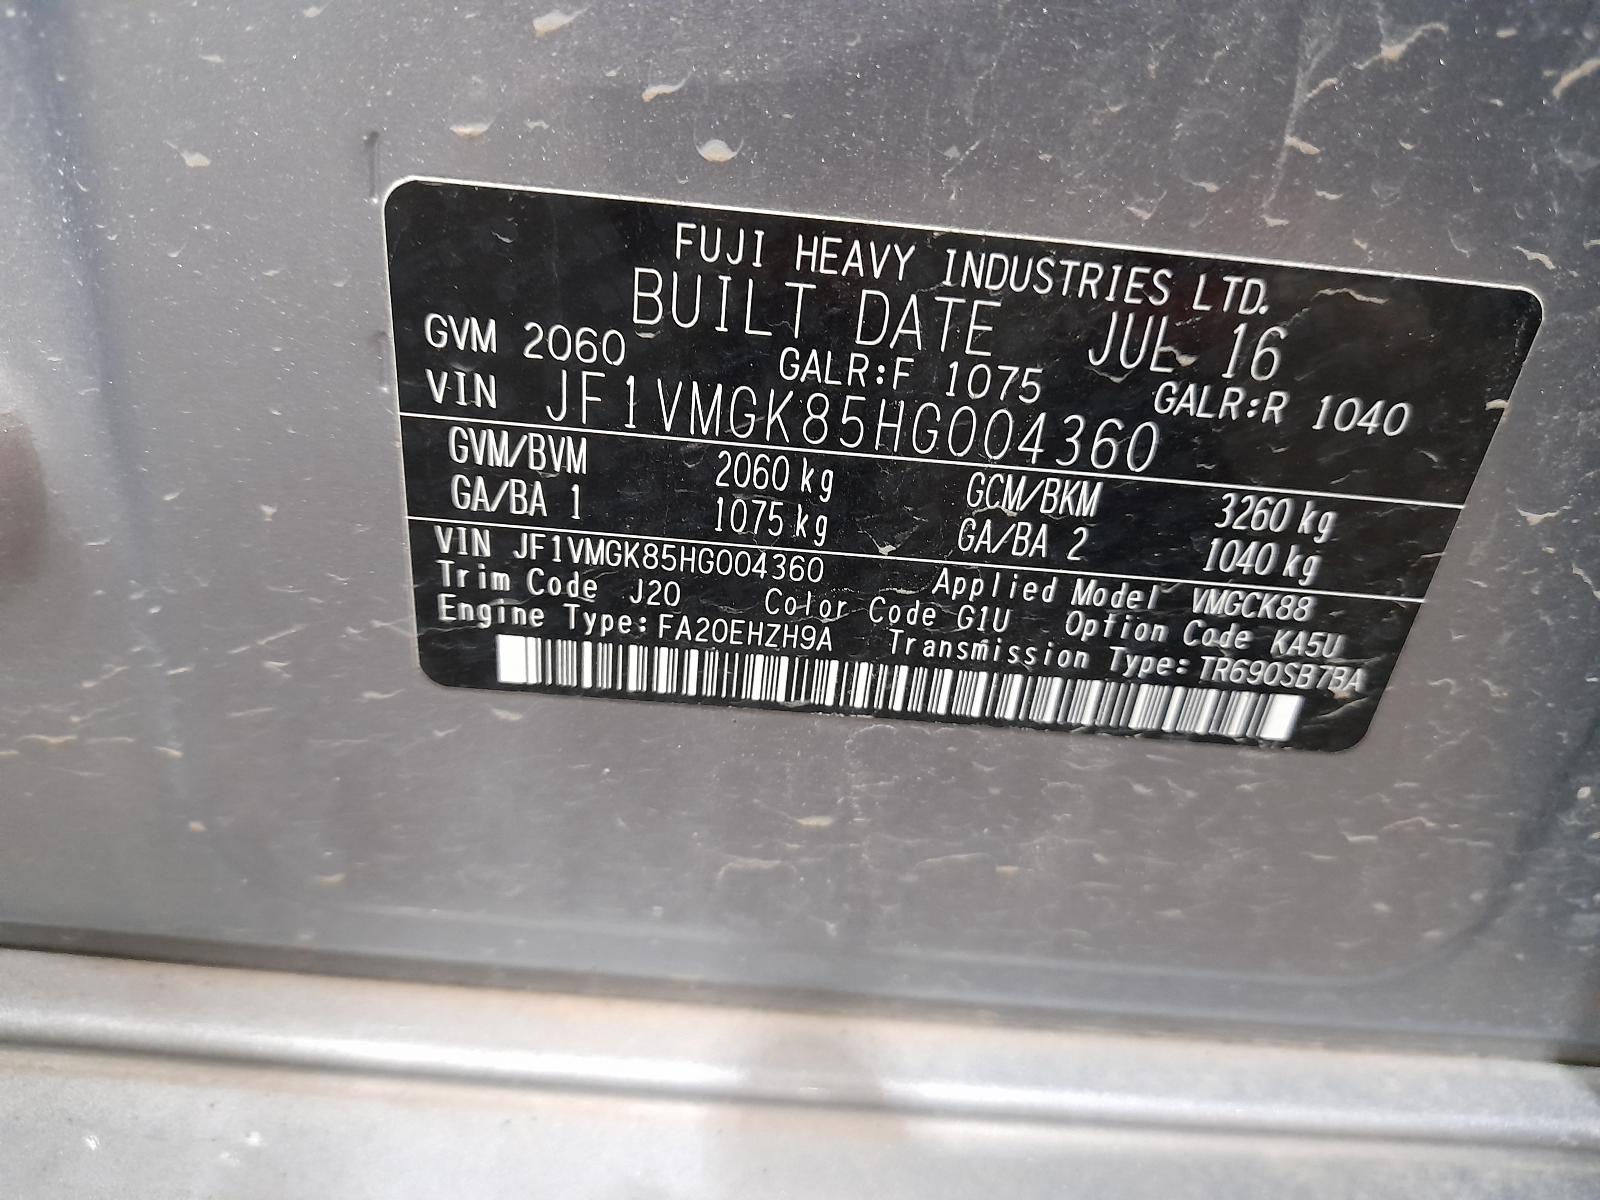 FUJI HEAVY INDUSTRIES LTD.
BUILT DATE JUL 16
GVM 2060 GALR:F 1075 GALR:R 1040
VIN JF1VMGK85HG004360
GVM/BVM 2060 kg GCM/BKM 3260 kg
GA/BA 1 1075 kg GA/BA 2 1040 kg
VIN JF1VMGK85HG004360 Applied Model VMGCK88
Trim Code J20 Color Code G1U Option Code KA5U
Engine Type: FA20EHZH9A Transmission Type: TR690SB7BA